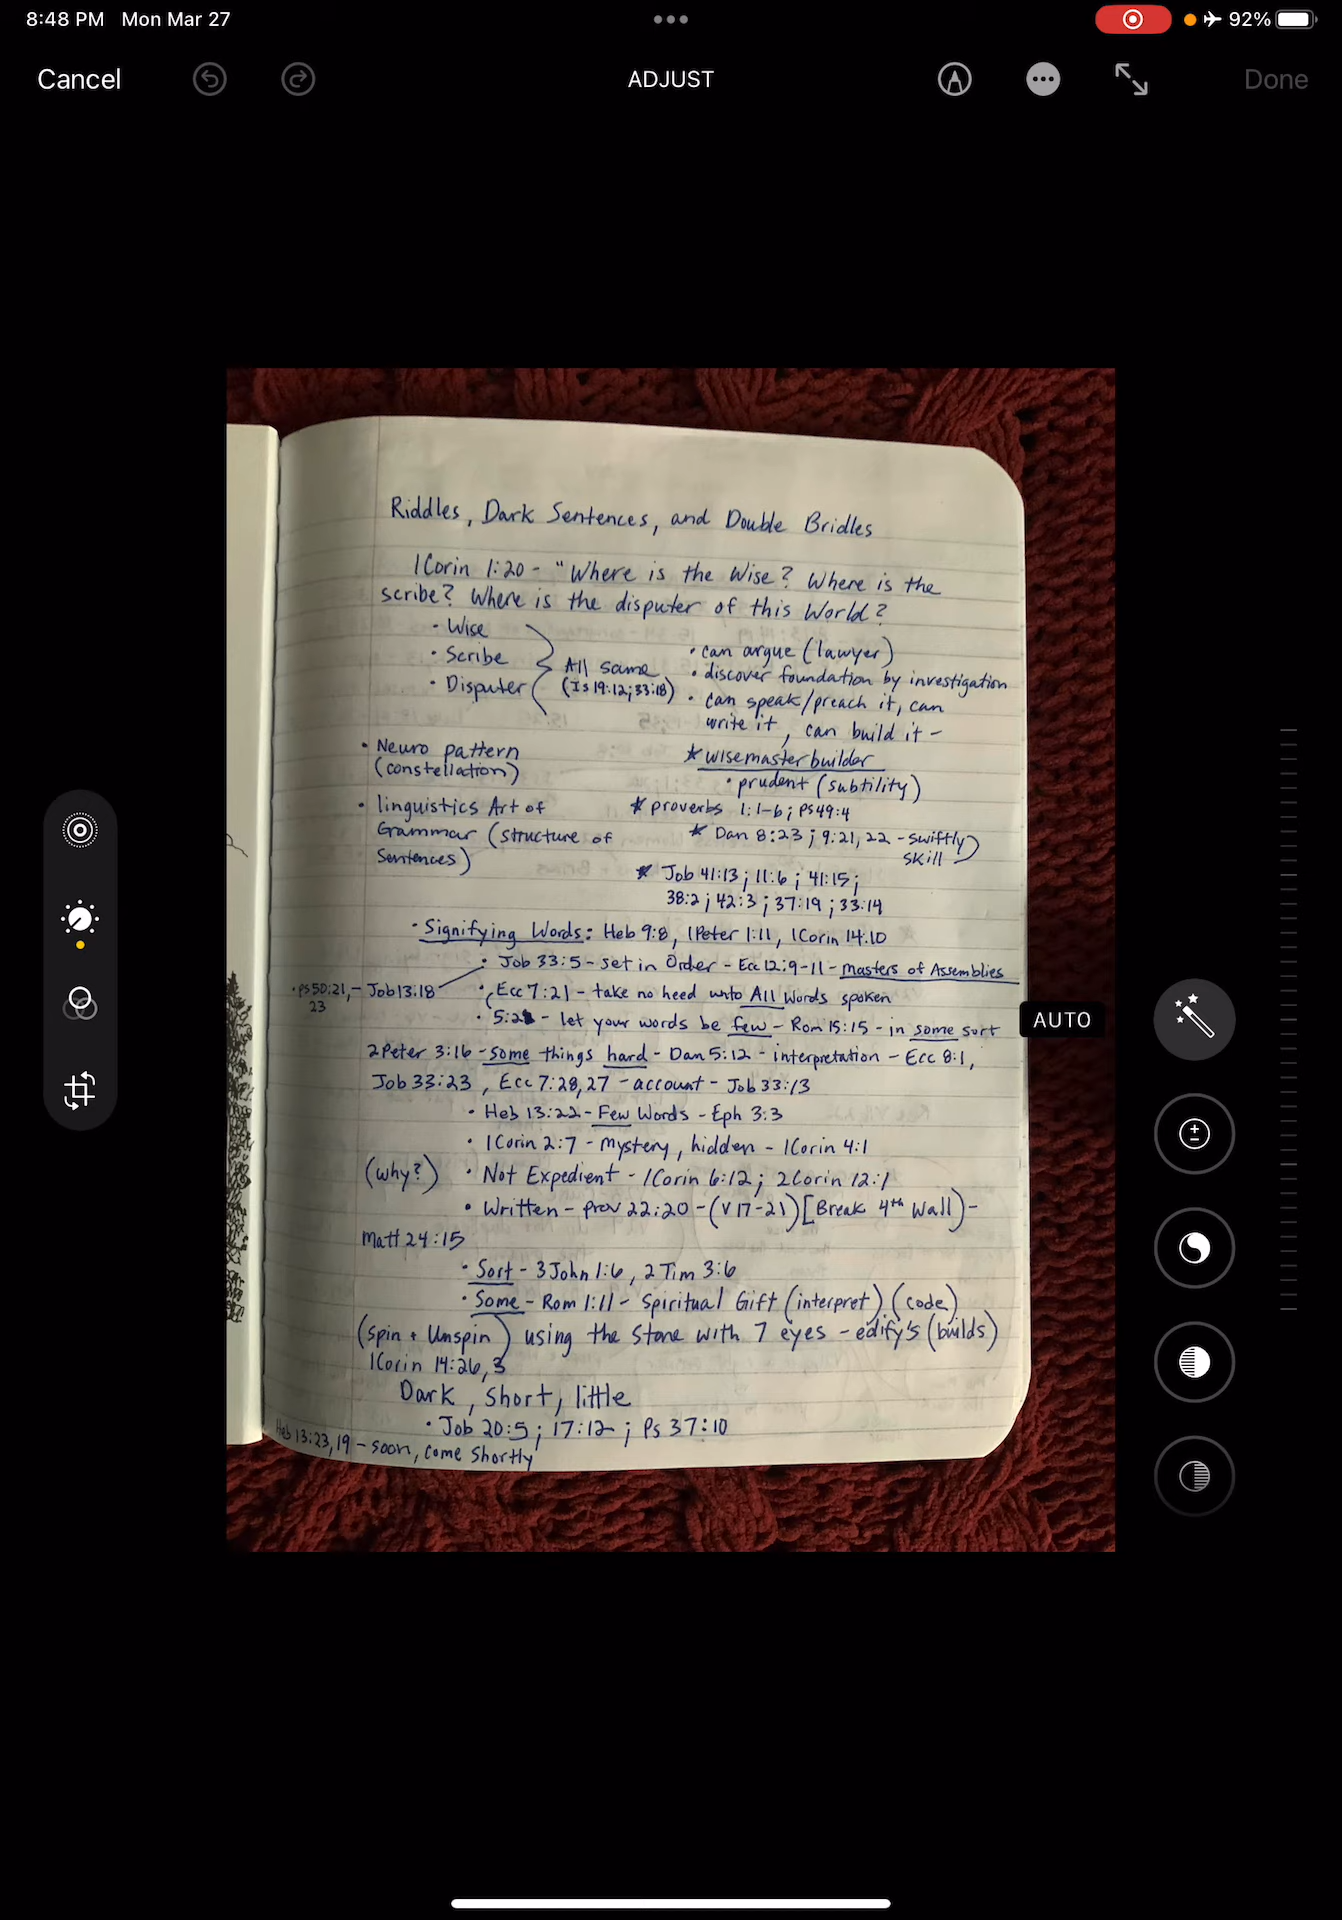 8:48 PM Mon Mar 27
92%
Cancel
ADJUST
Done
Riddles, Dark Sentences, and Double Bridles
1Corin 1:20 - "Where is the Wise? Where is the
scribe? Where is the disputer of this World?
• Wise
• Scribe
• Disputer
All same
(Is 19:12; 33:18)
• can argue (lawyer)
• discover foundation by investigation
• can speak/preach it, can
write it, can build it -
* wisemasterbuilder
• prudent (subtility)
• Neuro pattern
(constellation)
• linguistics Art of
Grammar (structure of
Sentences)
* proverbs 1:1-6; PS49:4
* Dan 8:23; 9:21, 22 - swiftly
skill
* Job 41:13; 11:6; 41:15;
38:2; 42:3; 37:19; 33:14
• Signifying Words: Heb 9:8, 1Peter 1:11, 1Corin 14:10
• Job 33:5 - set in Order - Ecc 12:9-11 - masters of Assemblies
• PS50:21, - Job13:18
23
• (Ecc 7:21 - take no heed unto All Words spoken
• 5:2 - let your words be few - Rom 15:15 - in some sort
2Peter 3:16 - some things hard - Dan 5:12 - interpretation - Ecc 8:1,
Job 33:23, Ecc 7:28,27 - account - Job 33:13
• Heb 13:22 - Few Words - Eph 3:3
• 1Corin 2:7 - mystery, hidden - 1Corin 4:1
(why?) • Not Expedient - 1Corin 6:12; 2Corin 12:1
• Written - Prov 22:20 - (V 17-21) [Break 4th Wall) -
Matt 24:15
• Sort - 3John 1:6, 2Tim 3:6
• Some - Rom 1:11 - Spiritual Gift (interpret) (code)
(spin + Unspin) using the Stone with 7 eyes - edify's (builds)
1Corin 14:26,3
Dark, short, little
• Job 20:5; 17:12; Ps 37:10
Heb 13:23,19 - soon, come Shortly
AUTO